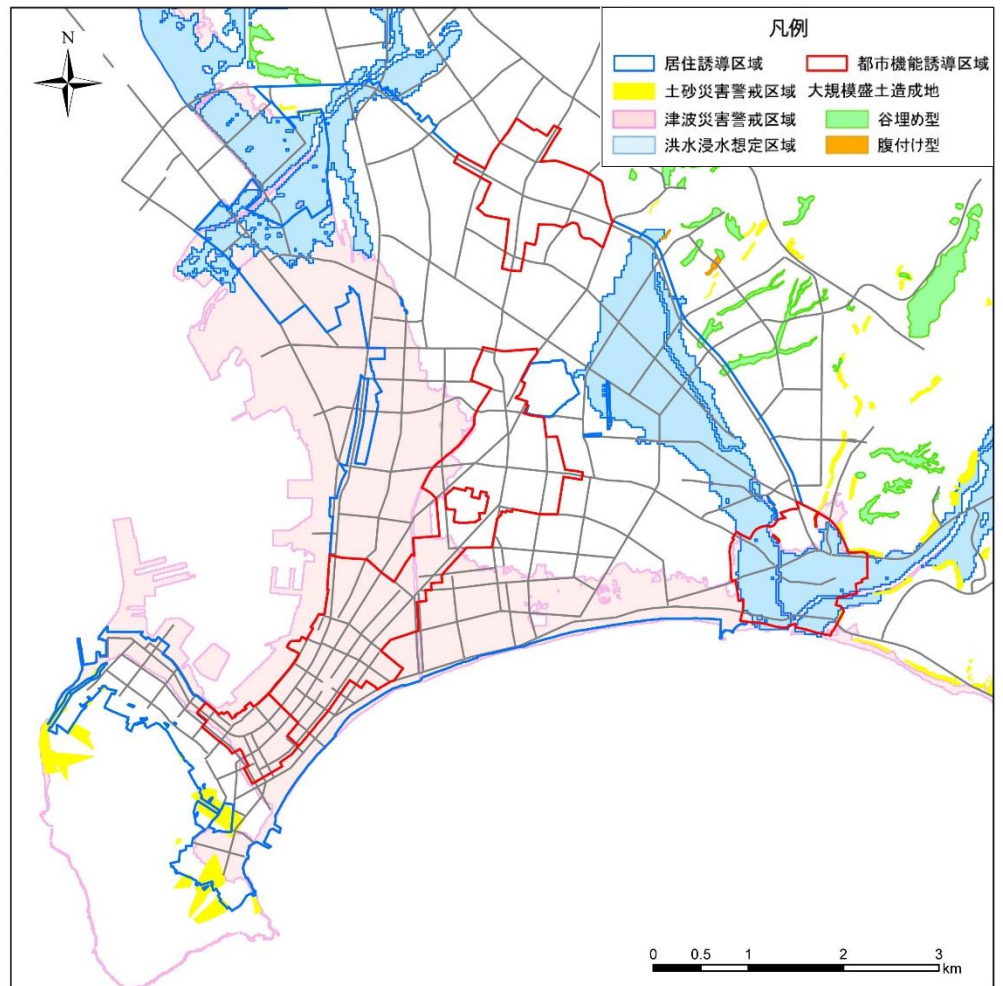 N
凡例
居住誘導区域
都市機能誘導区域
土砂災害警戒区域
大規模盛土造成地
津波災害警戒区域
谷埋め型
洪水浸水想定区域
腹付け型
0 0.5 1 2 3
km